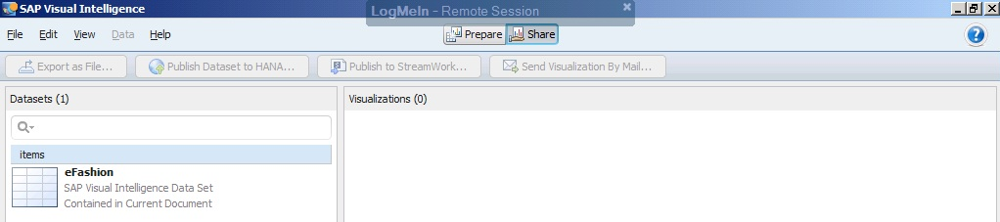 SAP Visual Intelligence
LogMeIn - Remote Session
File Edit View Data Help
Prepare Share
Export as File... Publish Dataset to HANA... Publish to StreamWork... Send Visualization By Mail...
Datasets (1)
Visualizations (0)
items
eFashion
SAP Visual Intelligence Data Set
Contained in Current Document